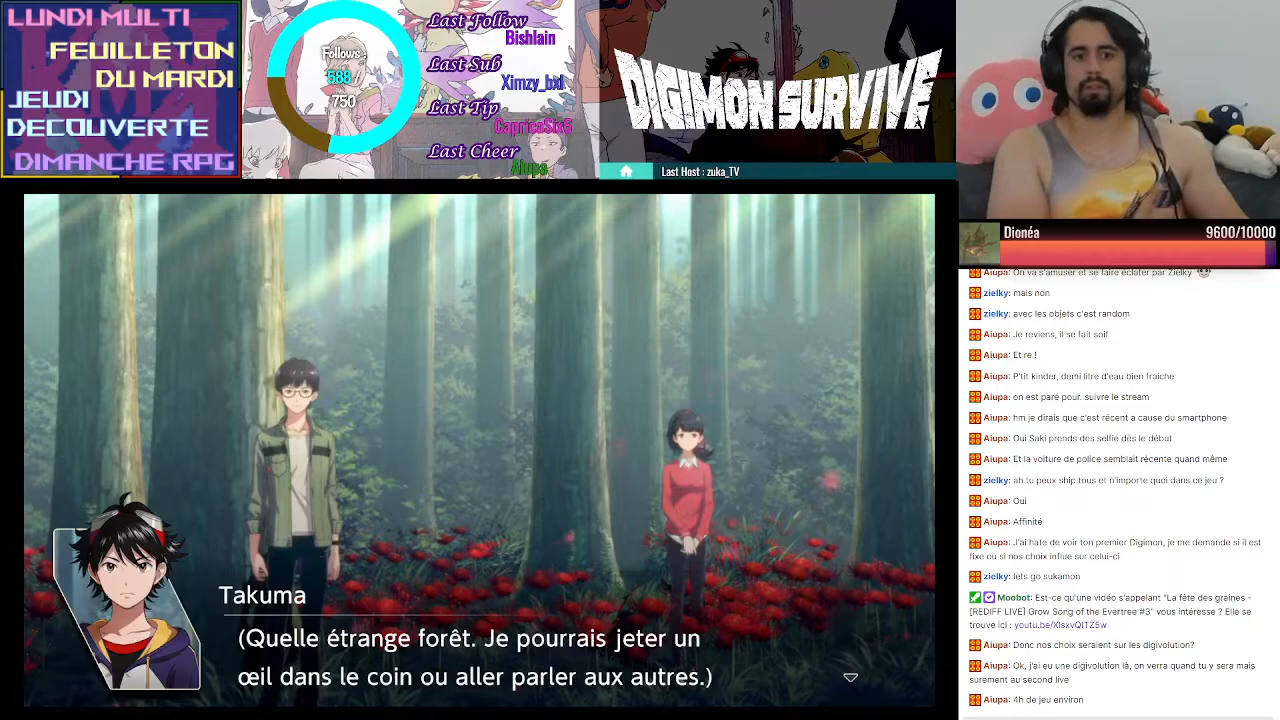 LUNDI MULTI
FEUILLETON
DU MARDI
JEUDI
DECOUVERTE
DIMANCHE RPG
Follows :
588 /
750
Last Follow
Bishlain
Last Sub
Ximzy_bxl
Last Tip
CapricaSix6
Last Cheer
Aiupa
DIGIMON SURVIVE
Last Host : zuka_TV
Dionéa
9600/10000
Aiupa: On va s'amuser et se faire éclater par Zielky
zielky: mais non
zielky: avec les objets c'est random
Aiupa: Je reviens, il se fait soif
Aiupa: Et re !
Aiupa: P'tit kinder, demi litre d'eau bien fraiche
Aiupa: on est paré pour. suivre le stream
Aiupa: hm je dirais que c'est récent a cause du smartphone
Aiupa: Oui Saki prends des selfie dès le début
Aiupa: Et la voiture de police semblait récente quand même
zielky: ah tu peux ship tous et n'importe quoi dans ce jeu ?
Aiupa: Oui
Aiupa: Affinité
Aiupa: J'ai hate de voir ton premier Digimon, je me demande si il est
fixe ou si nos choix influe sur celui-ci
zielky: lets go sukamon
Moobot: Est-ce qu'une vidéo s'appelant "La fête des graines -
[REDIFF LIVE] Grow Song of the Evertree #3" vous intéresse ? Elle se
trouve ici : youtu.be/XlsxvQITZ5w
Aiupa: Donc nos choix seraient sur les digivolution?
Aiupa: Ok, j'ai eu une digivolution là, on verra quand tu y sera mais
surement au second live
Aiupa: 4h de jeu environ
Takuma
(Quelle étrange forêt. Je pourrais jeter un
œil dans le coin ou aller parler aux autres.)